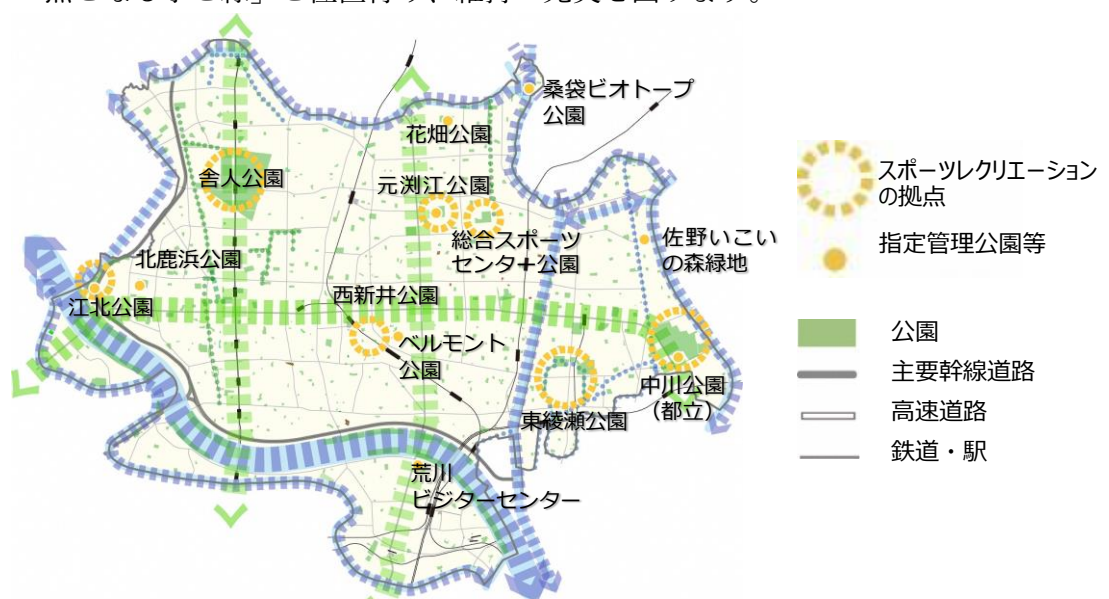 桑袋ビオトープ
公園
花畑公園
舎人公園
元渕江公園
総合スポーツ
センター公園
佐野いこい
の森緑地
北鹿浜公園
江北公園
西新井公園
ベルモント
公園
中川公園
(都立)
東綾瀬公園
荒川
ビジターセンター
スポーツレクリエーション
の拠点
指定管理公園等
公園
主要幹線道路
高速道路
鉄道・駅